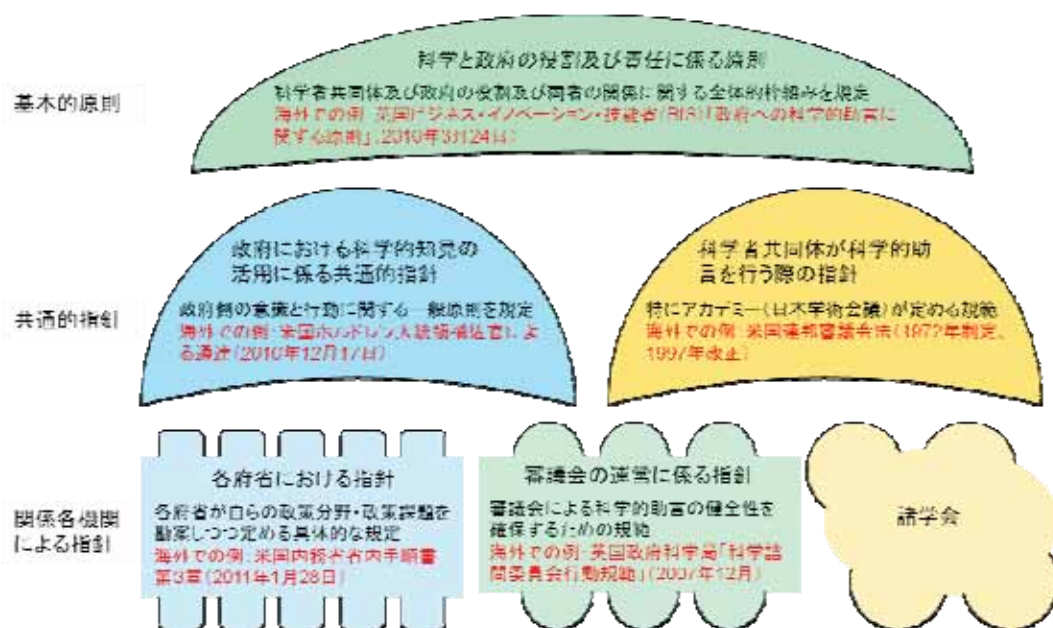 科学と政府の役割及び責任に係る原則
基本的原則
科学者共同体及び政府の役割及び両者の関係に関する全体的枠組みを規定
海外での例：英国ビジネス・イノベーション・技能省（BIS）「政府への科学的助言に
関する原則」（2010年3月24日）
政府における科学的知見の
活用に係る共通的指針
共通的指針
政府側の意識と行動に関する一般原則を規定
海外での例：米国ホルドレン大統領補佐官によ
る通達（2010年12月17日）
科学者共同体が科学的助
言を行う際の指針
特にアカデミー（日本学術会議）が定める規範
海外での例：米国連邦審議会法（1972年制定、
1997年改正）
関係各機関
による指針
各府省における指針
各府省が自らの政策分野・政策課題を
勘案しつつ定める具体的な規定
海外での例：米国内務省省内手順書
第3章（2011年1月28日）
審議会の運営に係る指針
審議会による科学的助言の健全性を
確保するための規範
海外での例：英国政府科学局「科学諮
問委員会行動規範」（2007年12月）
諸学会